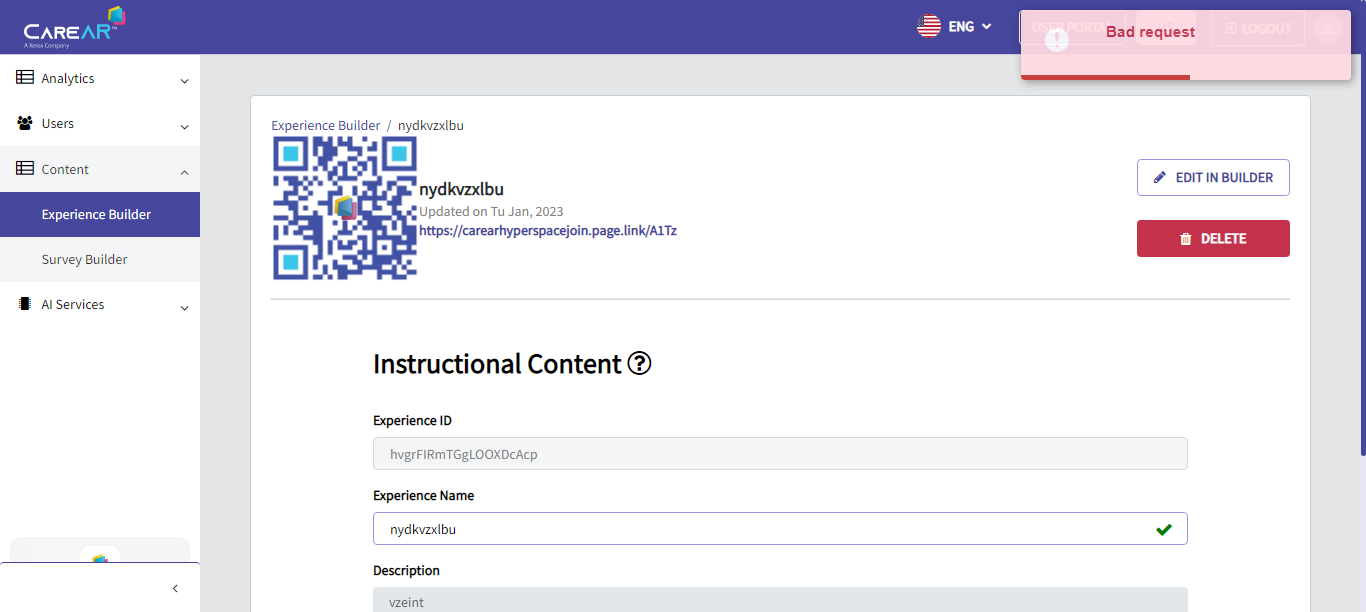 CAREAR™
A Xerox Company
ENG
USER PORTAL
LOGOUT
Bad request
Analytics
Users
Content
Experience Builder
Survey Builder
AI Services
Experience Builder / nydkvzxlbu
nydkvzxlbu
Updated on Tu Jan, 2023
https://carearhyperspacejoin.page.link/A1Tz
EDIT IN BUILDER
DELETE
Instructional Content
Experience ID
hvgrFIRmTGgLOOXDcAcp
Experience Name
nydkvzxlbu
Description
vzeint